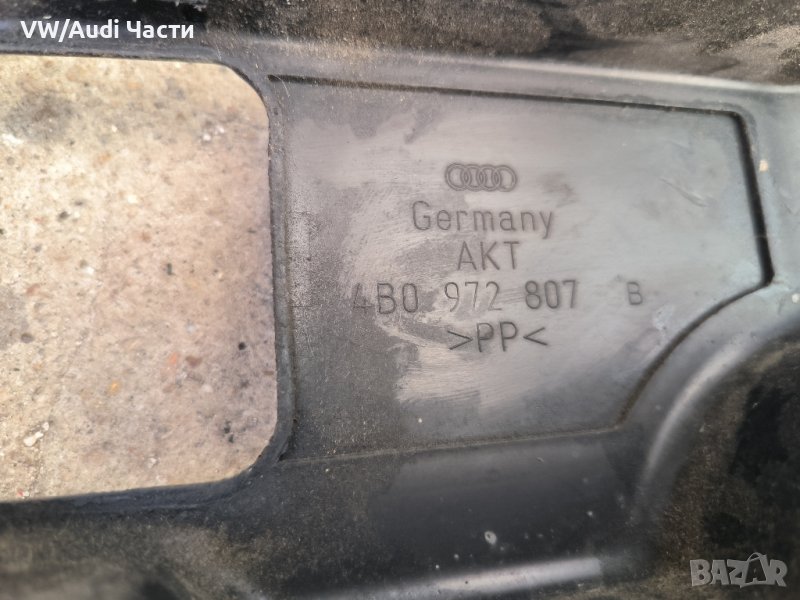 VW/Audi Части
Germany
AKT
4B0 972 807 B
>PP<
BAZAR